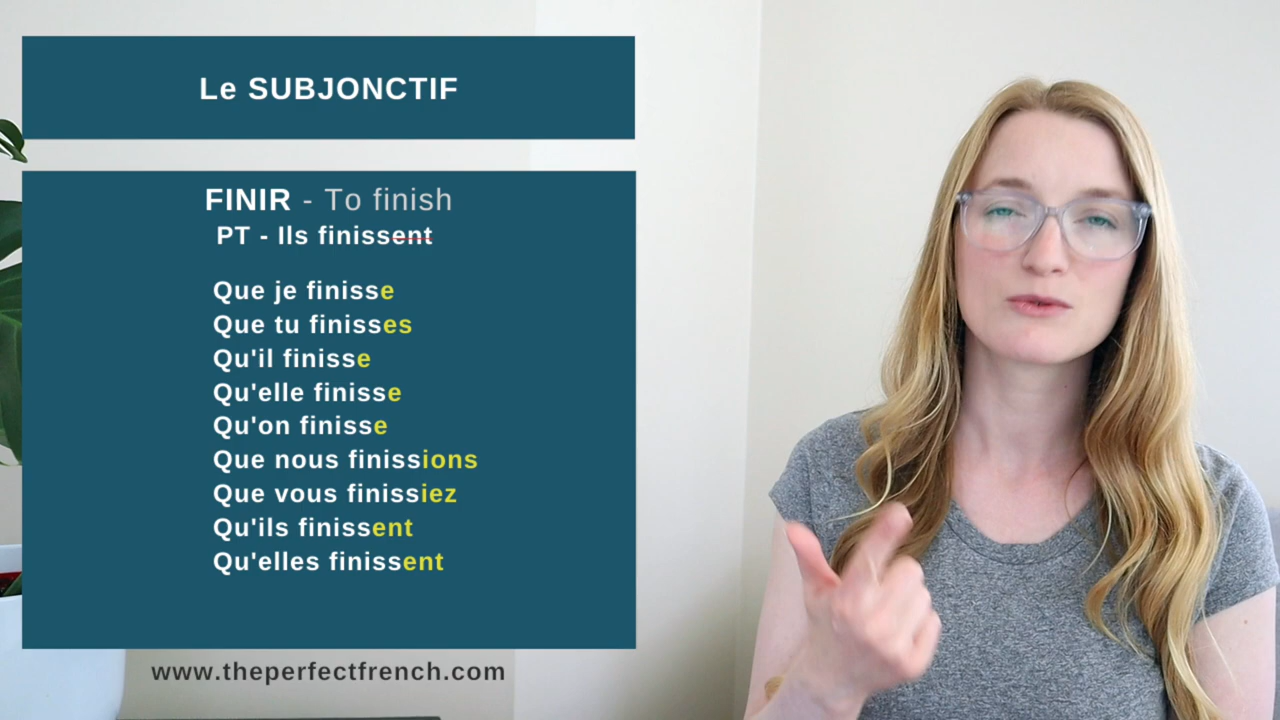 Le SUBJONCTIF
FINIR - To finish
PT - Ils finissent
Que je finisse
Que tu finisses
Qu'il finisse
Qu'elle finisse
Qu'on finisse
Que nous finissions
Que vous finissiez
Qu'ils finissent
Qu'elles finissent
www.theperfectfrench.com